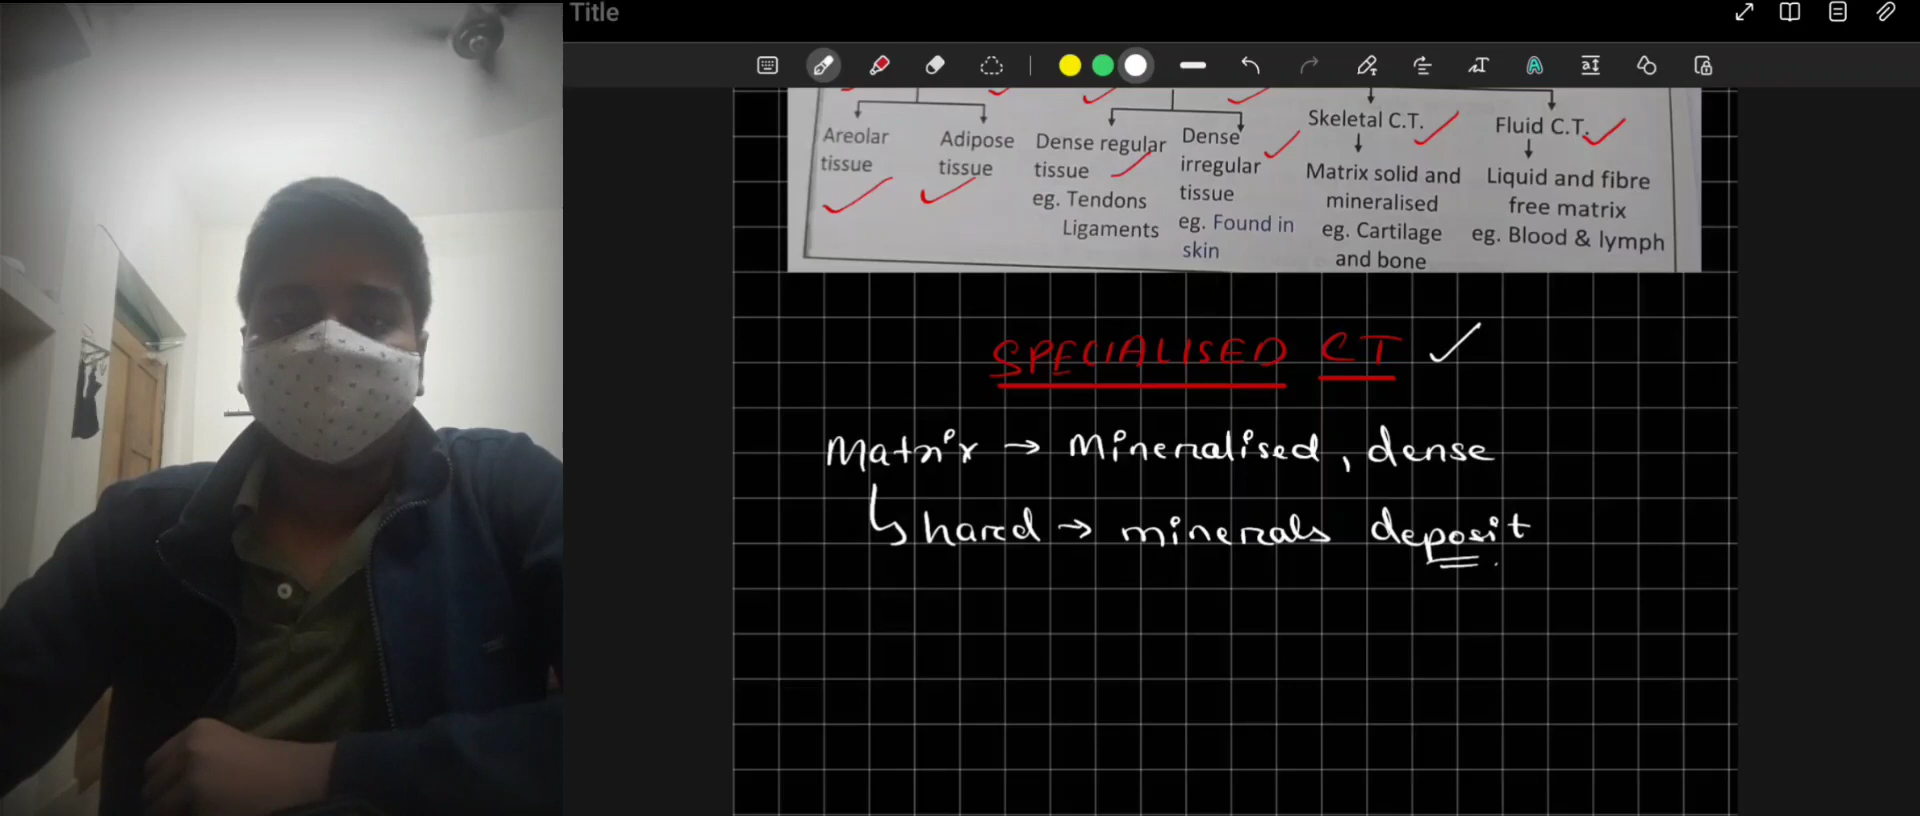 Title
Areolar tissue
Adipose tissue
Dense regular tissue
eg. Tendons
Ligaments
Dense irregular tissue
eg. Found in skin
Skeletal C.T.
Matrix solid and mineralised
eg. Cartilage and bone
Fluid C.T.
Liquid and fibre free matrix
eg. Blood & lymph
SPECIALISED CT
Matrix → Mineralised, dense
↳ hard → minerals deposit